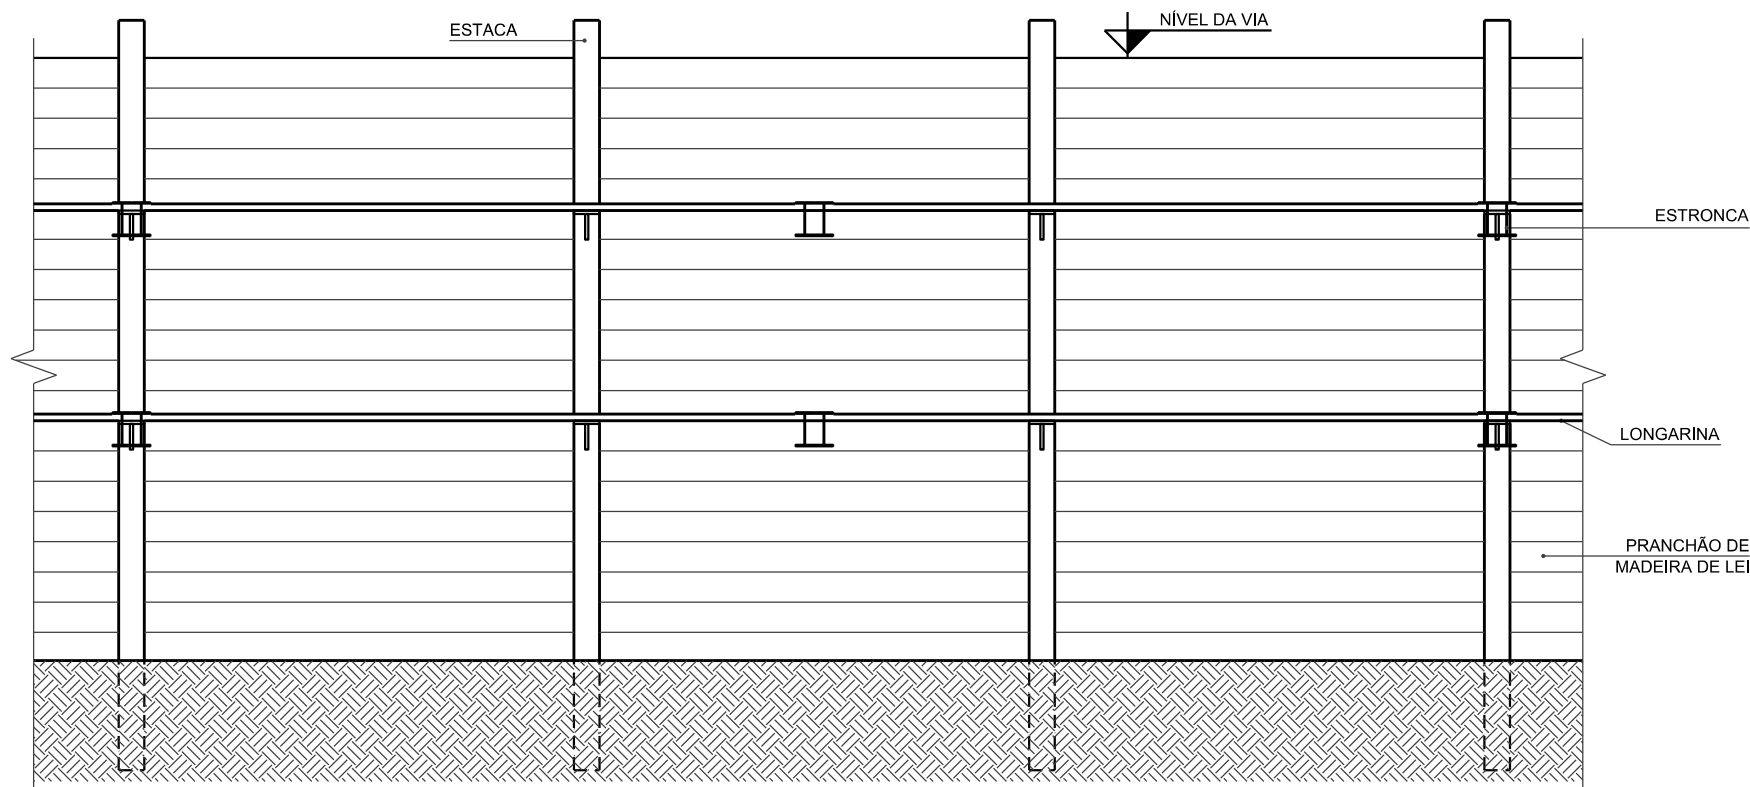 NÍVEL DA VIA
ESTACA
ESTRONCA
LONGARINA
PRANCHÃO DE
MADEIRA DE LEI